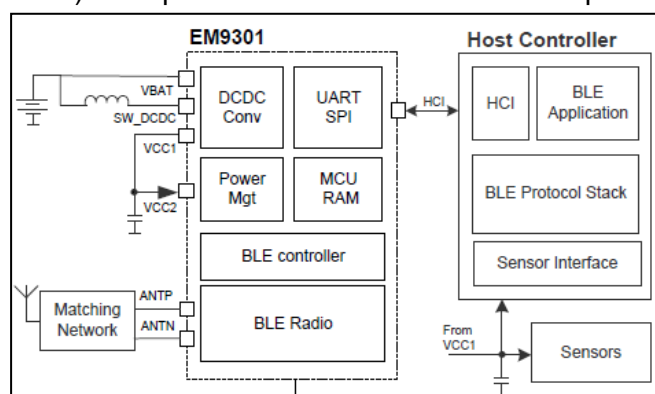 EM9301
Host Controller
VBAT
SW_DCDC
VCC1
VCC2
DCDC
Conv
UART
SPI
Power
Mgt
MCU
RAM
BLE controller
BLE Radio
ANTP
ANTN
Matching
Network
HCI
HCI
BLE
Application
BLE Protocol Stack
Sensor Interface
From
VCC1
Sensors